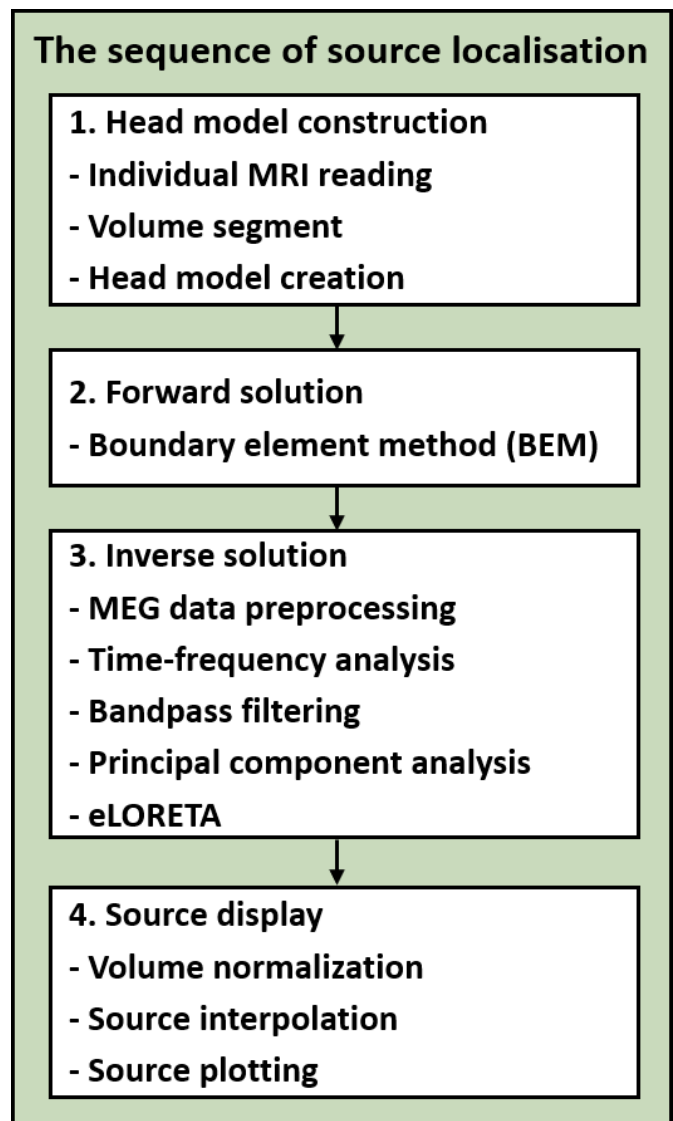 The sequence of source localisation
1. Head model construction
- Individual MRI reading
- Volume segment
- Head model creation
2. Forward solution
- Boundary element method (BEM)
3. Inverse solution
- MEG data preprocessing
- Time-frequency analysis
- Bandpass filtering
- Principal component analysis
- eLORETA
4. Source display
- Volume normalization
- Source interpolation
- Source plotting